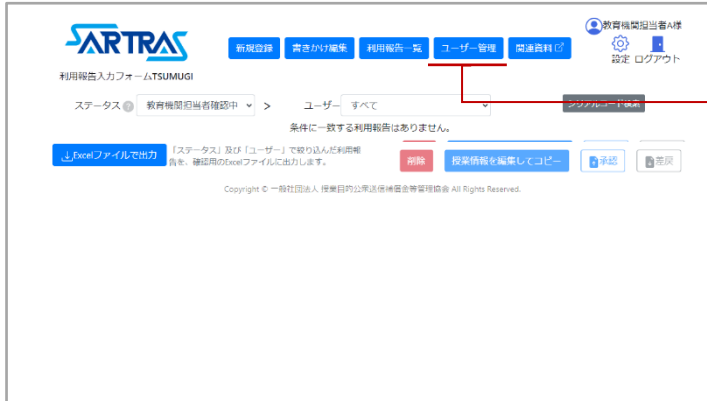 教育機関担当者A様
SARTRAS
新規登録 書きかけ編集 利用報告一覧 ユーザー管理 関連資料
設定 ログアウト
利用報告入力フォームTSUMUGI
ステータス ? 教育機関担当者確認中 > ユーザー すべて シリアルコード検索
条件に一致する利用報告はありません。
Excelファイルで出力 「ステータス」及び「ユーザー」で絞り込んだ利用報
告を、確認用のExcelファイルに出力します。
削除 授業情報を編集してコピー 承認 差戻
Copyright © 一般社団法人 授業目的公衆送信補償金等管理協会 All Rights Reserved.